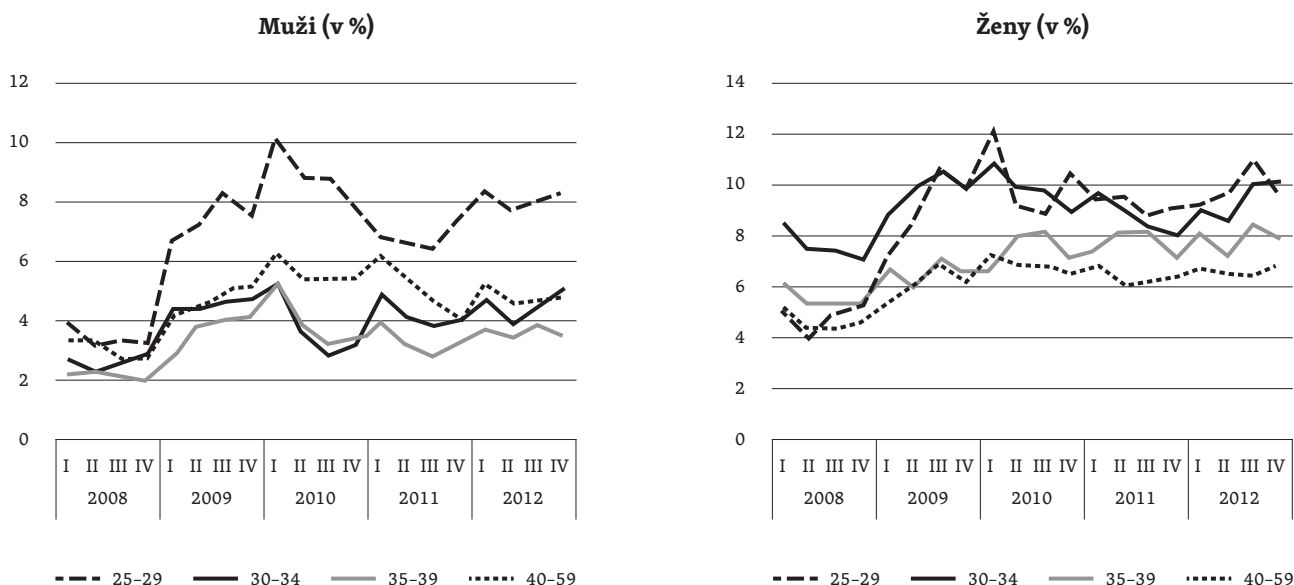 Muži (v %)
12
10
8
6
4
2
0
I II III IV I II III IV I II III IV I II III IV I II III IV
2008 2009 2010 2011 2012
25–29 30–34 35–39 40–59
Ženy (v %)
14
12
10
8
6
4
2
0
I II III IV I II III IV I II III IV I II III IV I II III IV
2008 2009 2010 2011 2012
25–29 30–34 35–39 40–59